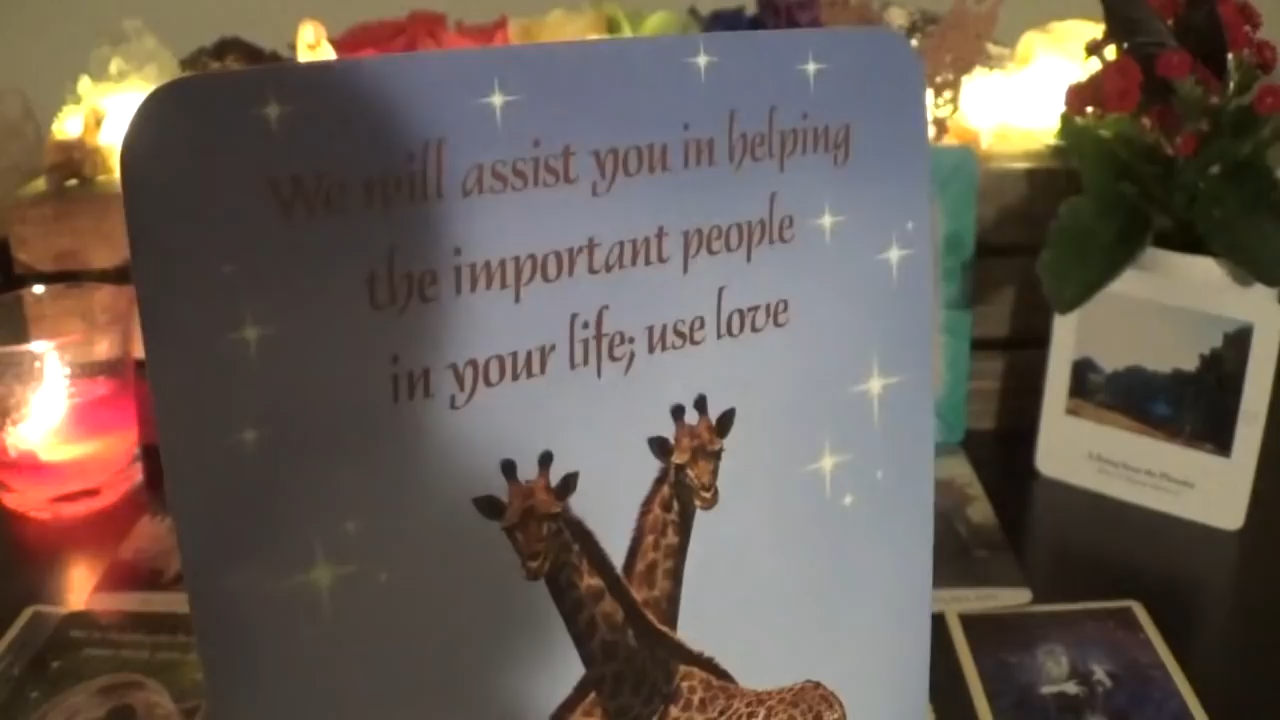 We will assist you in helping
the important people
in your life; use love